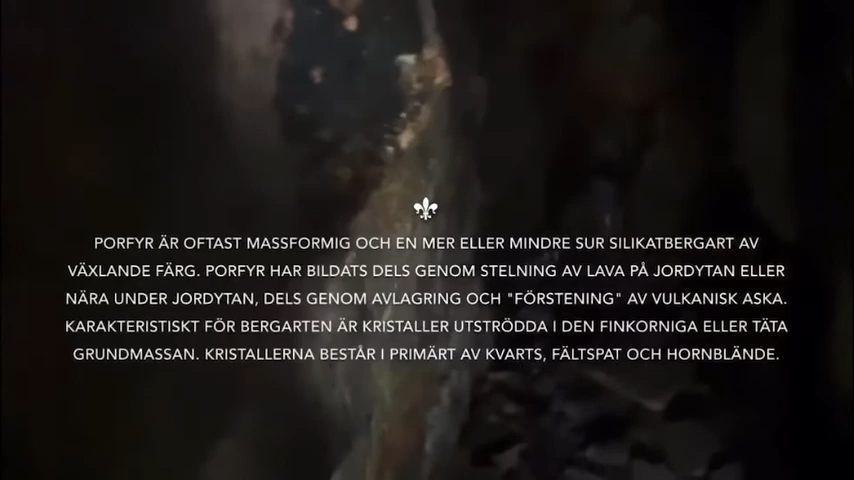 PORFYR ÄR OFTAST MASSFORMIG OCH EN MER ELLER MINDRE SUR SILIKATBERGART AV
VÄXLANDE FÄRG. PORFYR HAR BILDATS DELS GENOM STELNING AV LAVA PÅ JORDYTAN ELLER
NÄRA UNDER JORDYTAN, DELS GENOM AVLAGRING OCH "FÖRSTENING" AV VULKANISK ASKA.
KARAKTERISTISKT FÖR BERGARTEN ÄR KRISTALLER UTSTRÖDDA I DEN FINKORNIGA ELLER TÄTA
GRUNDMASSAN. KRISTALLERNA BESTÅR I PRIMÄRT AV KVARTS, FÄLTSPAT OCH HORNBLÄNDE.